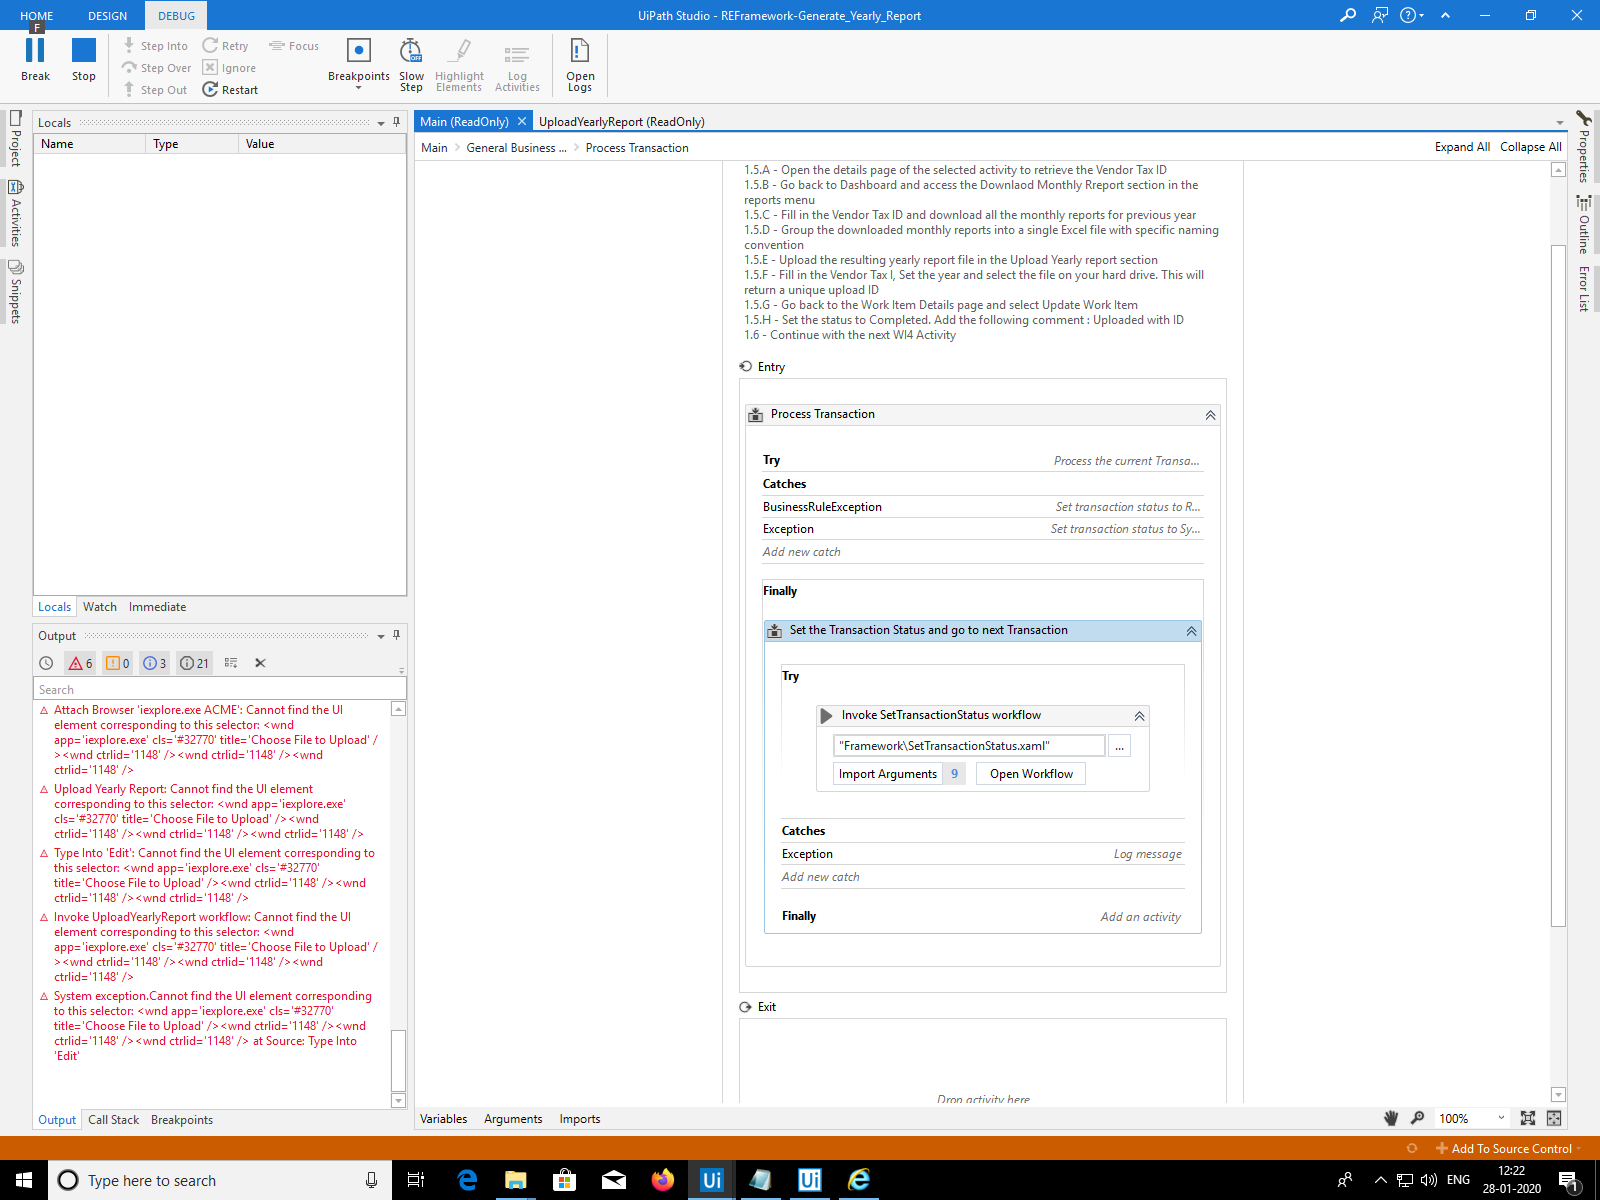 HOME
DESIGN
DEBUG
UiPath Studio - REFramework-Generate_Yearly_Report
F
Break
Stop
Step Into
Step Over
Step Out
Retry
Ignore
Restart
Focus
Breakpoints
Slow
Step
Highlight
Elements
Log
Activities
Open
Logs
Project
Activities
Snippets
Locals
Name
Type
Value
Locals
Watch
Immediate
Output
6
0
3
21
Search
Attach Browser 'iexplore.exe ACME': Cannot find the UI
element corresponding to this selector: <wnd
app='iexplore.exe' cls='#32770' title='Choose File to Upload' /
><wnd ctrlid='1148' /><wnd ctrlid='1148' /><wnd
ctrlid='1148' />
Upload Yearly Report: Cannot find the UI element
corresponding to this selector: <wnd app='iexplore.exe'
cls='#32770' title='Choose File to Upload' /><wnd
ctrlid='1148' /><wnd ctrlid='1148' /><wnd ctrlid='1148' />
Type Into 'Edit': Cannot find the UI element corresponding to
this selector: <wnd app='iexplore.exe' cls='#32770'
title='Choose File to Upload' /><wnd ctrlid='1148' /><wnd
ctrlid='1148' /><wnd ctrlid='1148' />
Invoke UploadYearlyReport workflow: Cannot find the UI
element corresponding to this selector: <wnd
app='iexplore.exe' cls='#32770' title='Choose File to Upload' /
><wnd ctrlid='1148' /><wnd ctrlid='1148' /><wnd
ctrlid='1148' />
System exception.Cannot find the UI element corresponding
to this selector: <wnd app='iexplore.exe' cls='#32770'
title='Choose File to Upload' /><wnd ctrlid='1148' /><wnd
ctrlid='1148' /><wnd ctrlid='1148' /> at Source: Type Into
'Edit'
Output
Call Stack
Breakpoints
Main (ReadOnly)
UploadYearlyReport (ReadOnly)
Main > General Business ... > Process Transaction
Expand All
Collapse All
1.5.A - Open the details page of the selected activity to retrieve the Vendor Tax ID
1.5.B - Go back to Dashboard and access the Downlaod Monthly Rreport section in the
reports menu
1.5.C - Fill in the Vendor Tax ID and download all the monthly reports for previous year
1.5.D - Group the downloaded monthly reports into a single Excel file with specific naming
convention
1.5.E - Upload the resulting yearly report file in the Upload Yearly report section
1.5.F - Fill in the Vendor Tax I, Set the year and select the file on your hard drive. This will
return a unique upload ID
1.5.G - Go back to the Work Item Details page and select Update Work Item
1.5.H - Set the status to Completed. Add the following comment : Uploaded with ID
1.6 - Continue with the next WI4 Activity
Entry
Process Transaction
Try
Process the current Transa...
Catches
BusinessRuleException
Set transaction status to R...
Exception
Set transaction status to Sy...
Add new catch
Finally
Set the Transaction Status and go to next Transaction
Try
Invoke SetTransactionStatus workflow
"Framework\SetTransactionStatus.xaml"
...
Import Arguments
9
Open Workflow
Catches
Exception
Log message
Add new catch
Finally
Add an activity
Exit
Drop activity here
Variables
Arguments
Imports
100%
Properties
Outline
Error List
Add To Source Control
Type here to search
Ui
Ui
ENG
12:22
28-01-2020
1